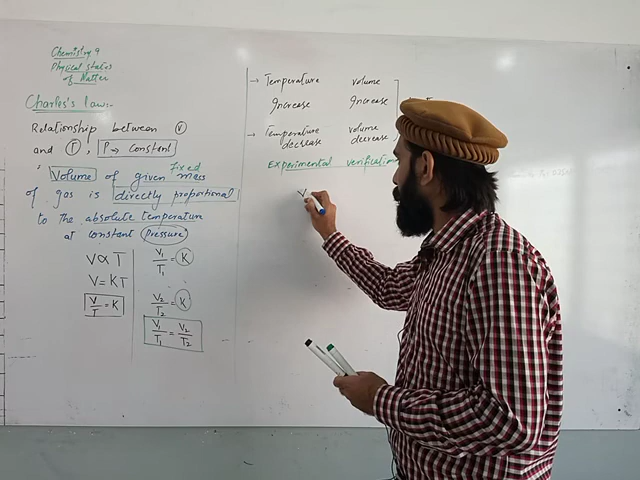 Chemistry 9
Physical states
of Matter
Charles's law:-
Relationship between (V)
and (T), P → Constant
Volume of given fixed mass
of gas is directly proportional
to the absolute temperature
at constant Pressure
V ∝ T
V = KT
V/T = K
V1/T1 = K
V2/T2 = K
V1/T1 = V2/T2
→ Temperature volume
Increase Increase
→ Temperature volume
decrease decrease
Experimental verification
V